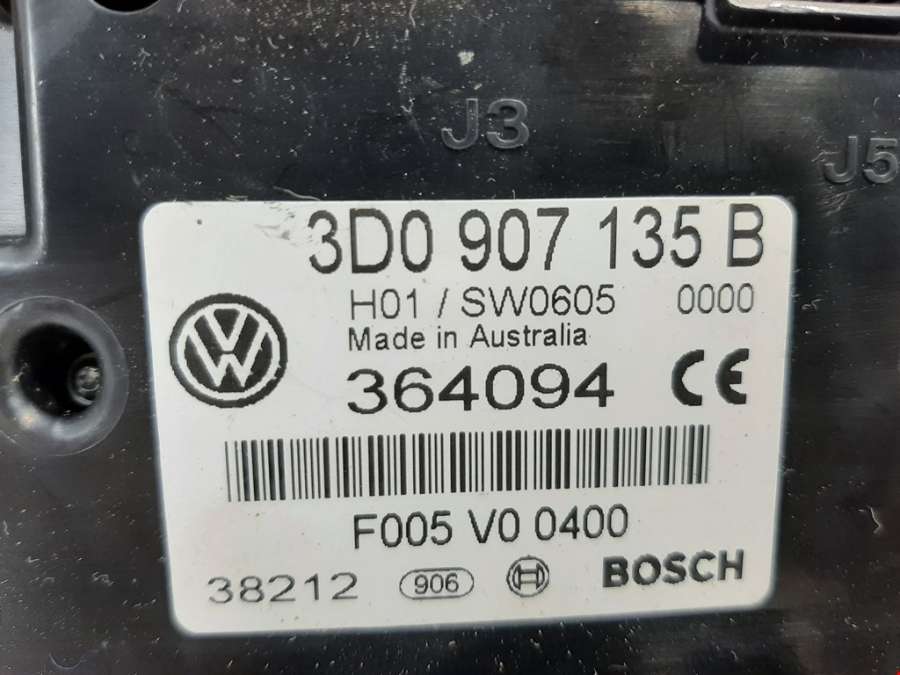 J3
J5
3D0 907 135 B
H01 / SW0605 0000
Made in Australia
364094 CE
F005 V0 0400
38212 906 BOSCH